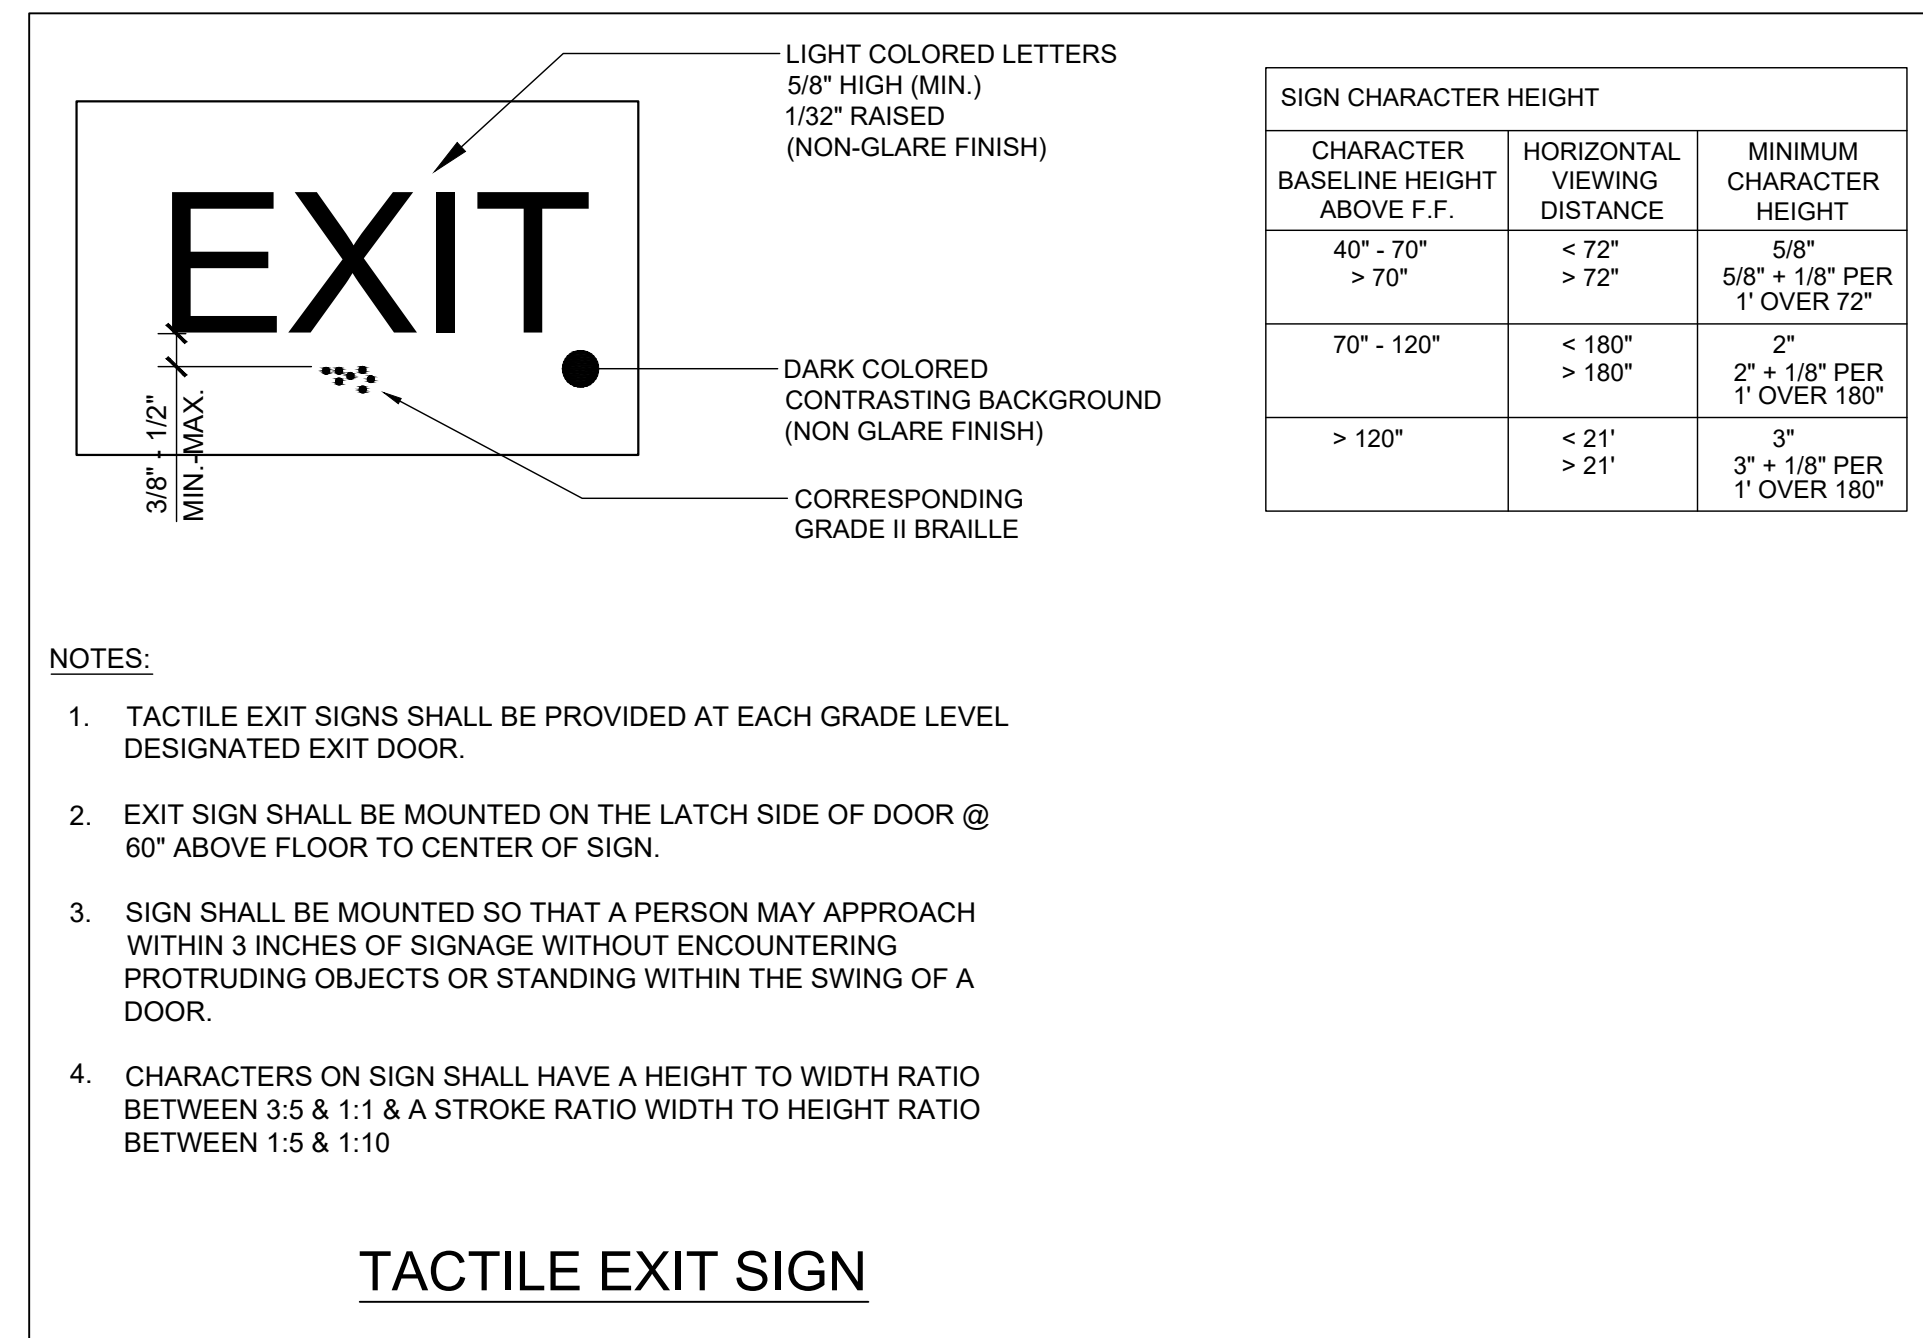 LIGHT COLORED LETTERS
5/8" HIGH (MIN.)
1/32" RAISED
(NON-GLARE FINISH)
EXIT
3/8" - 1/2"
MIN.-MAX.
DARK COLORED
CONTRASTING BACKGROUND
(NON GLARE FINISH)
CORRESPONDING
GRADE II BRAILLE
SIGN CHARACTER HEIGHT
CHARACTER
BASELINE HEIGHT
ABOVE F.F.
HORIZONTAL
VIEWING
DISTANCE
MINIMUM
CHARACTER
HEIGHT
40" - 70"
> 70"
< 72"
> 72"
5/8"
5/8" + 1/8" PER
1' OVER 72"
70" - 120"
< 180"
> 180"
2"
2" + 1/8" PER
1' OVER 180"
> 120"
< 21'
> 21'
3"
3" + 1/8" PER
1' OVER 180"
NOTES:
1. TACTILE EXIT SIGNS SHALL BE PROVIDED AT EACH GRADE LEVEL
DESIGNATED EXIT DOOR.
2. EXIT SIGN SHALL BE MOUNTED ON THE LATCH SIDE OF DOOR @
60" ABOVE FLOOR TO CENTER OF SIGN.
3. SIGN SHALL BE MOUNTED SO THAT A PERSON MAY APPROACH
WITHIN 3 INCHES OF SIGNAGE WITHOUT ENCOUNTERING
PROTRUDING OBJECTS OR STANDING WITHIN THE SWING OF A
DOOR.
4. CHARACTERS ON SIGN SHALL HAVE A HEIGHT TO WIDTH RATIO
BETWEEN 3:5 & 1:1 & A STROKE RATIO WIDTH TO HEIGHT RATIO
BETWEEN 1:5 & 1:10
TACTILE EXIT SIGN